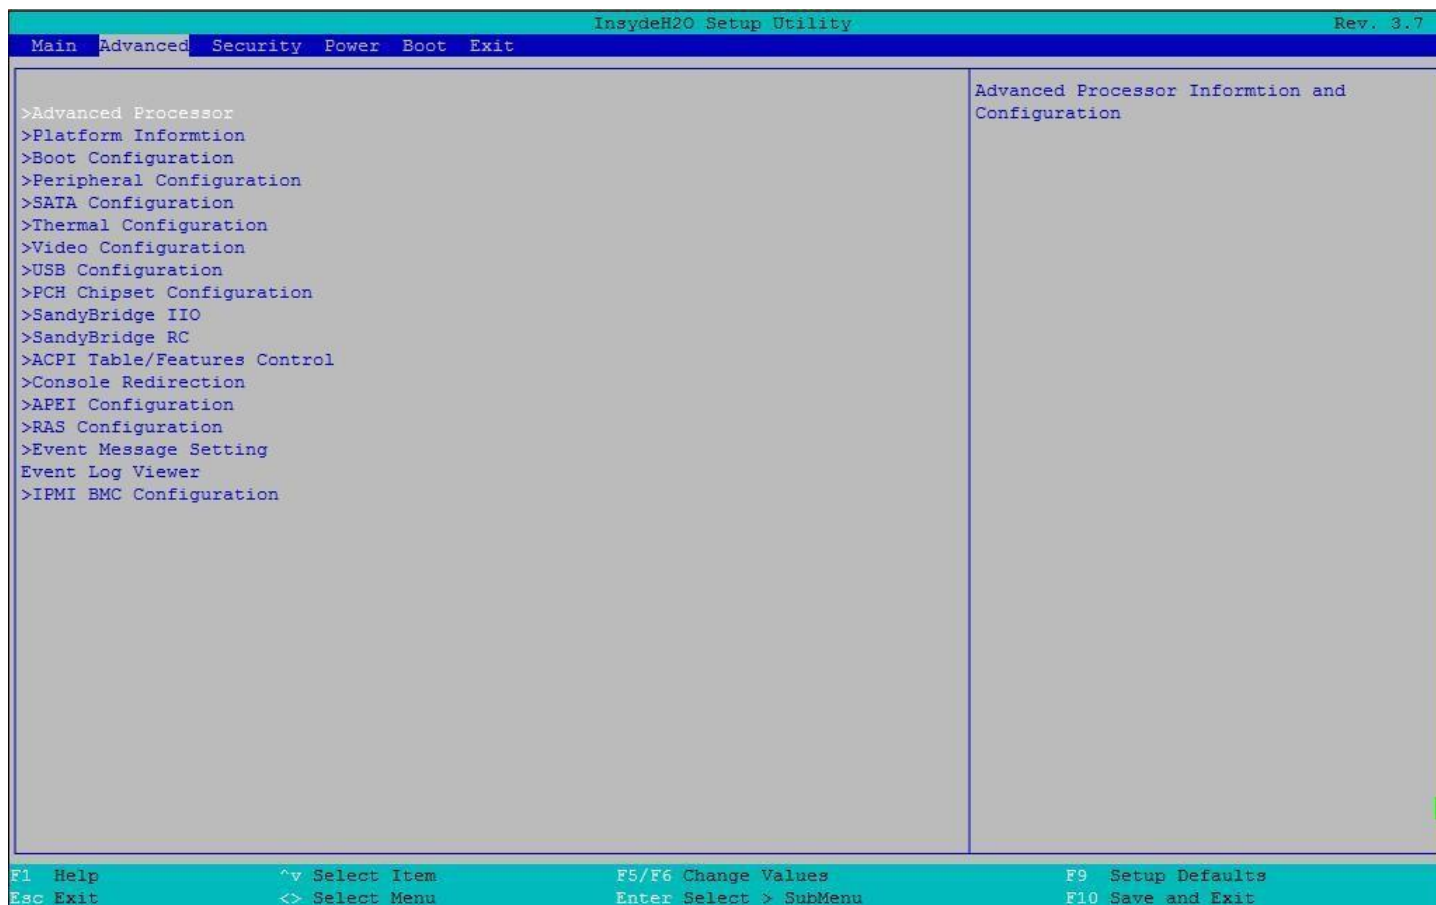 InsydeH2O Setup Utility Rev. 3.7
Main Advanced Security Power Boot Exit
>Advanced Processor
>Platform Informtion
>Boot Configuration
>Peripheral Configuration
>SATA Configuration
>Thermal Configuration
>Video Configuration
>USB Configuration
>PCH Chipset Configuration
>SandyBridge IIO
>SandyBridge RC
>ACPI Table/Features Control
>Console Redirection
>APEI Configuration
>RAS Configuration
>Event Message Setting
Event Log Viewer
>IPMI BMC Configuration
Advanced Processor Informtion and
Configuration
F1 Help ^v Select Item F5/F6 Change Values F9 Setup Defaults
Esc Exit <> Select Menu Enter Select > SubMenu F10 Save and Exit